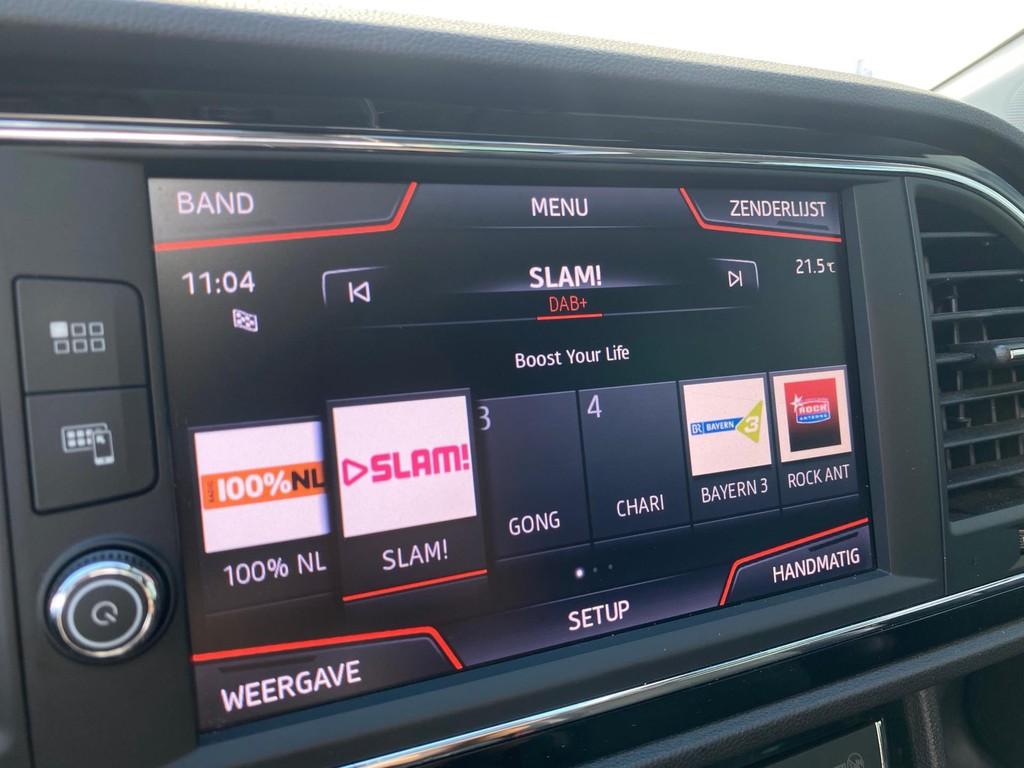 BAND
MENU
ZENDERLIJST
11:04
SLAM!
21.5°C
DAB+
Boost Your Life
3
4
RADIO
100%NL
SLAM!
BR BAYERN 3
ROCK
ANTENNE
100% NL
SLAM!
GONG
CHARI
BAYERN 3
ROCK ANT
WEERGAVE
SETUP
HANDMATIG